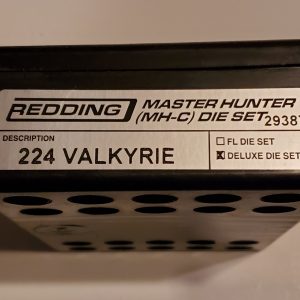 REDDING MASTER HUNTER
(MH-C) DIE SET 29387
DESCRIPTION
224 VALKYRIE
☐ FL DIE SET
☒ DELUXE DIE SET